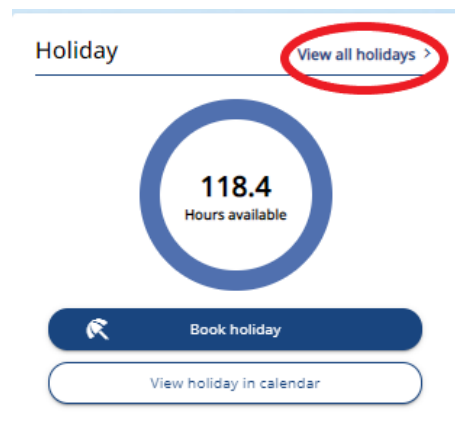 Holiday
View all holidays >
118.4
Hours available
Book holiday
View holiday in calendar